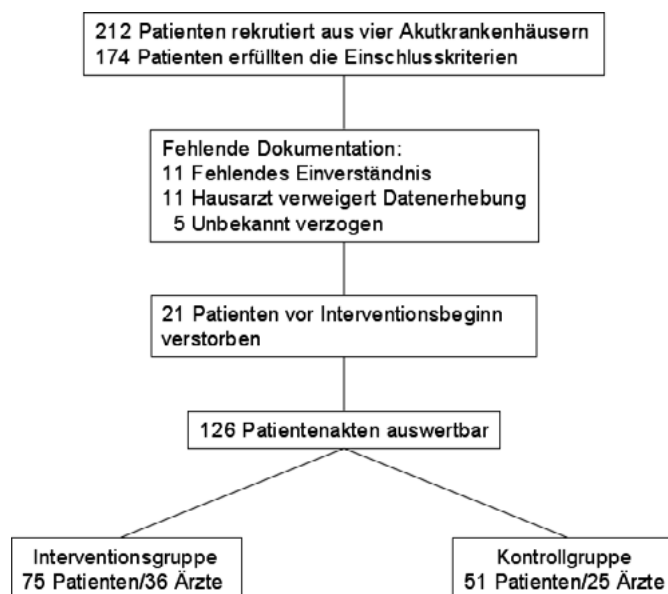 212 Patienten rekrutiert aus vier Akutkrankenhäusern
174 Patienten erfüllten die Einschlusskriterien
Fehlende Dokumentation:
11 Fehlendes Einverständnis
11 Hausarzt verweigert Datenerhebung
5 Unbekannt verzogen
21 Patienten vor Interventionsbeginn
verstorben
126 Patientenakten auswertbar
Interventionsgruppe
75 Patienten/36 Ärzte
Kontrollgruppe
51 Patienten/25 Ärzte